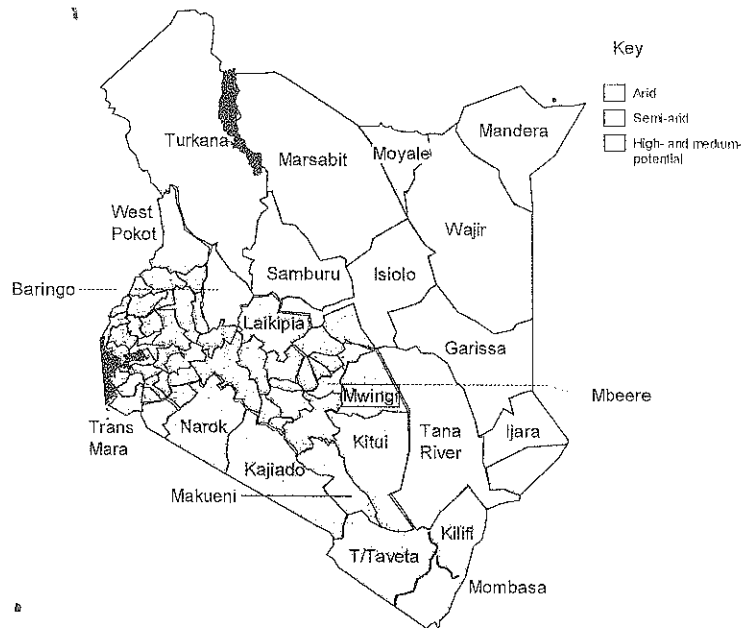 Key
Arid
Semi-arid
High- and medium-
potential
Mandera
Turkana
Marsabit
Moyale
West
Pokot
Wajir
Samburu
Isiolo
Baringo
Laikipia
Garissa
Mwingi
Mbeere
Trans
Mara
Narok
Kitui
Tana
River
Ijara
Kajiado
Makueni
Kilifi
T/Taveta
Mombasa